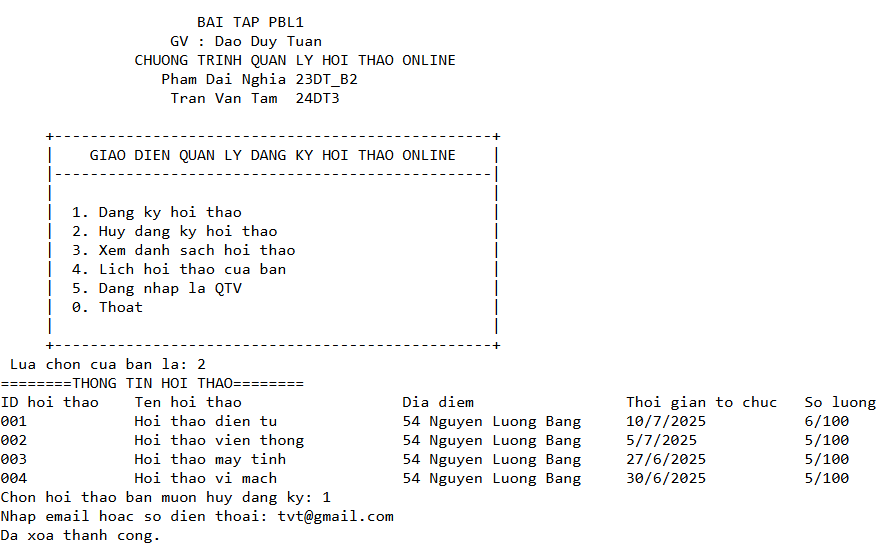 BAI TAP PBL1
GV : Dao Duy Tuan
CHUONG TRINH QUAN LY HOI THAO ONLINE
Pham Dai Nghia 23DT_B2
Tran Van Tam  24DT3
+-------------------------------------------------+
|    GIAO DIEN QUAN LY DANG KY HOI THAO ONLINE    |
|-------------------------------------------------|
|                                                 |
|  1. Dang ky hoi thao                            |
|  2. Huy dang ky hoi thao                        |
|  3. Xem danh sach hoi thao                      |
|  4. Lich hoi thao cua ban                       |
|  5. Dang nhap la QTV                            |
|  0. Thoat                                       |
|                                                 |
+-------------------------------------------------+
Lua chon cua ban la: 2
========THONG TIN HOI THAO========
ID hoi thao    Ten hoi thao                  Dia diem                 Thoi gian to chuc   So luong
001            Hoi thao dien tu              54 Nguyen Luong Bang     10/7/2025           6/100
002            Hoi thao vien thong           54 Nguyen Luong Bang     5/7/2025            5/100
003            Hoi thao may tinh             54 Nguyen Luong Bang     27/6/2025           5/100
004            Hoi thao vi mach              54 Nguyen Luong Bang     30/6/2025           5/100
Chon hoi thao ban muon huy dang ky: 1
Nhap email hoac so dien thoai: tvt@gmail.com
Da xoa thanh cong.